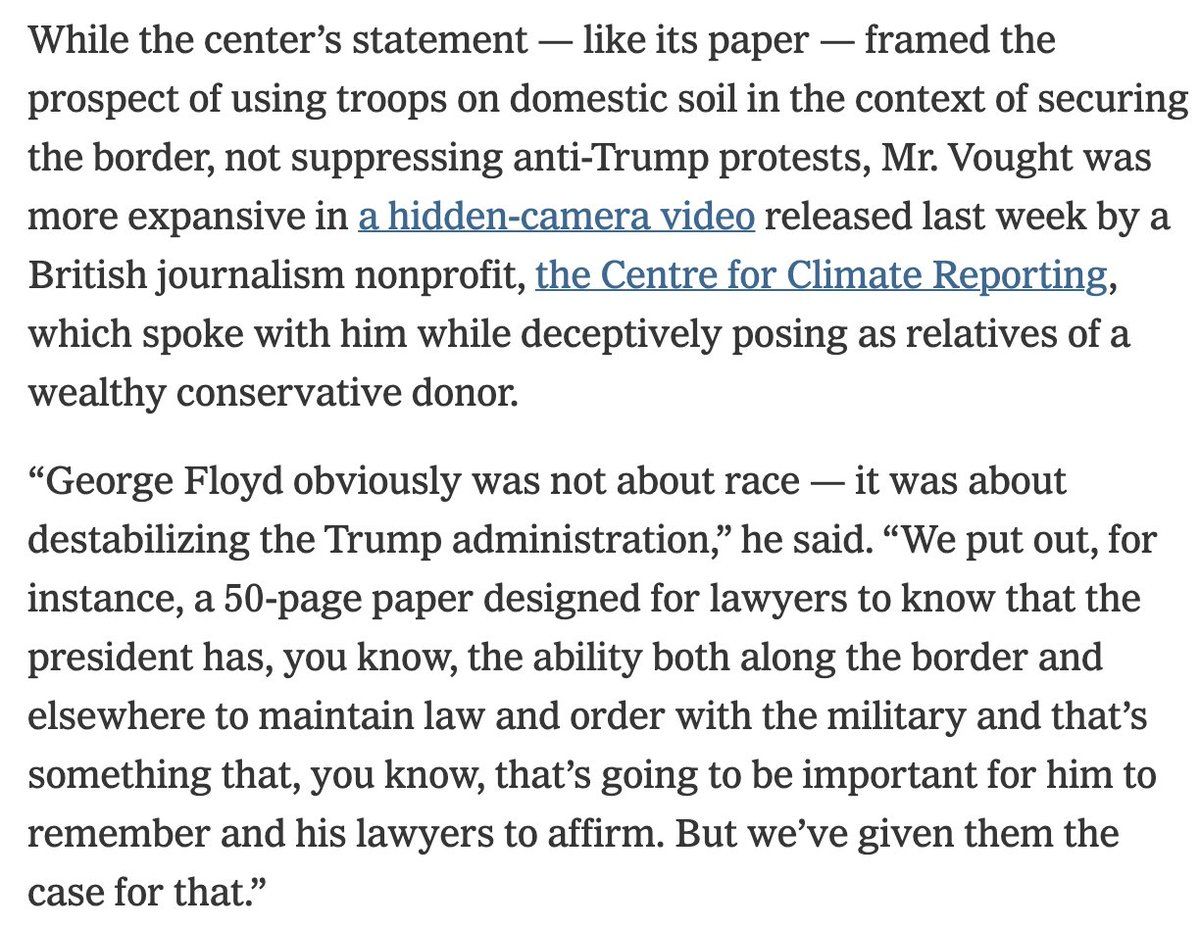 While the center’s statement — like its paper — framed the
prospect of using troops on domestic soil in the context of securing
the border, not suppressing anti-Trump protests, Mr. Vought was
more expansive in a hidden-camera video released last week by a
British journalism nonprofit, the Centre for Climate Reporting,
which spoke with him while deceptively posing as relatives of a
wealthy conservative donor.
“George Floyd obviously was not about race — it was about
destabilizing the Trump administration,” he said. “We put out, for
instance, a 50-page paper designed for lawyers to know that the
president has, you know, the ability both along the border and
elsewhere to maintain law and order with the military and that’s
something that, you know, that’s going to be important for him to
remember and his lawyers to affirm. But we’ve given them the
case for that.”